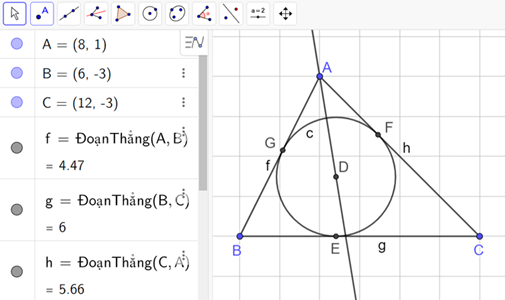 A
a=2
A = (8, 1)
B = (6, -3)
C = (12, -3)
f = ĐoạnThẳng(A, B)
= 4.47
g = ĐoạnThẳng(B, C)
= 6
h = ĐoạnThẳng(C, A)
= 5.66
A
G
c
F
f
h
D
B
E
g
C